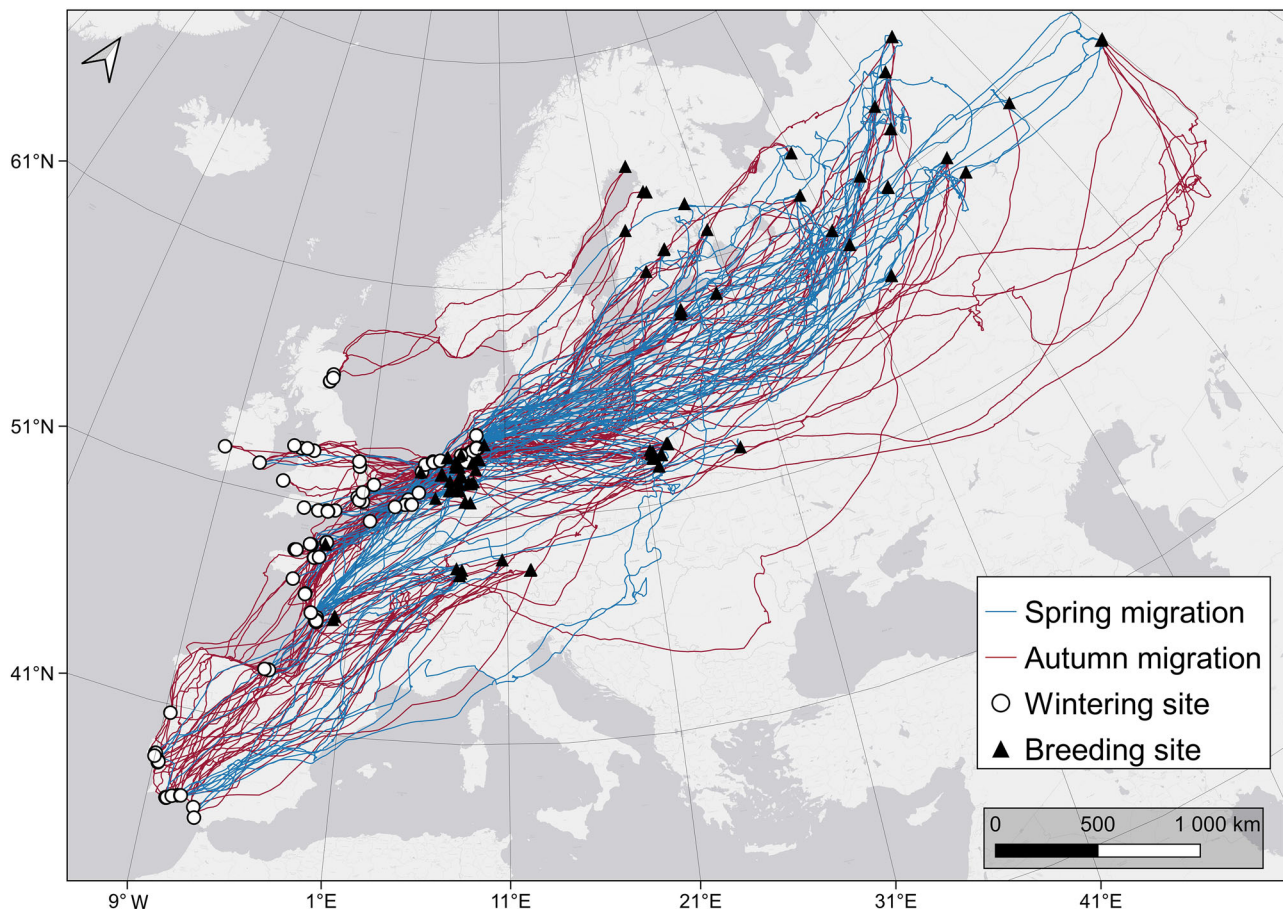 61°N
51°N
41°N
Spring migration
Autumn migration
Wintering site
Breeding site
0 500 1 000 km
9° W 1°E 11°E 21°E 31°E 41°E